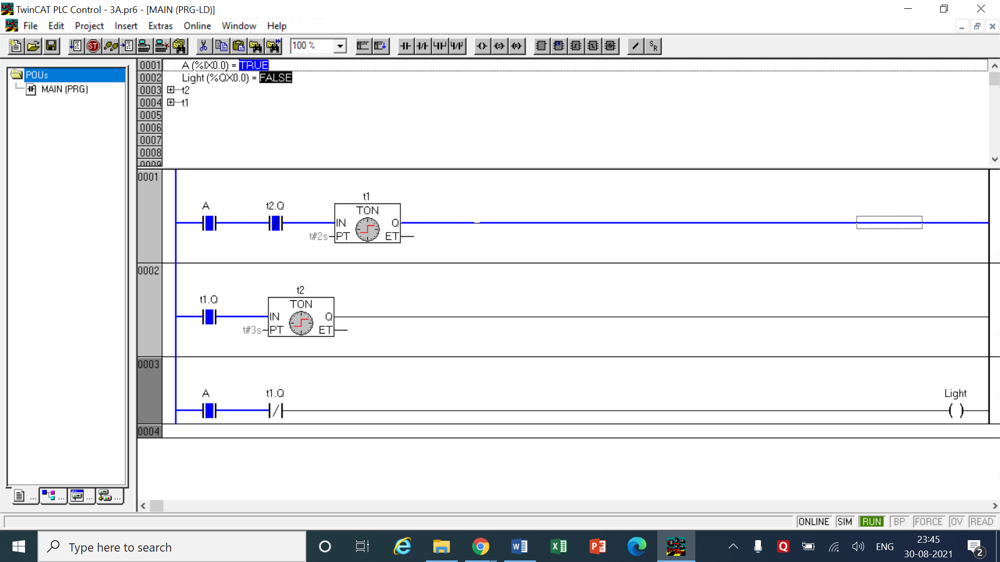 TwinCAT PLC Control - 3A.pr6 - [MAIN (PRG-LD)]
File Edit Project Insert Extras Online Window Help
ST
100 %
S
R
POUs
MAIN (PRG)
0001 A (%IX0.0) = TRUE
0002 Light (%QX0.0) = FALSE
0003 t2
0004 t1
0005
0006
0007
0008
0009
0001
t1
A t2.Q TON
IN Q
t#2s PT ET
0002
t2
t1.Q TON
IN Q
t#3s PT ET
0003
A t1.Q Light
0004
... ... ... ...
ONLINE SIM RUN BP FORCE OV READ
Type here to search
ENG
23:45
30-08-2021
2